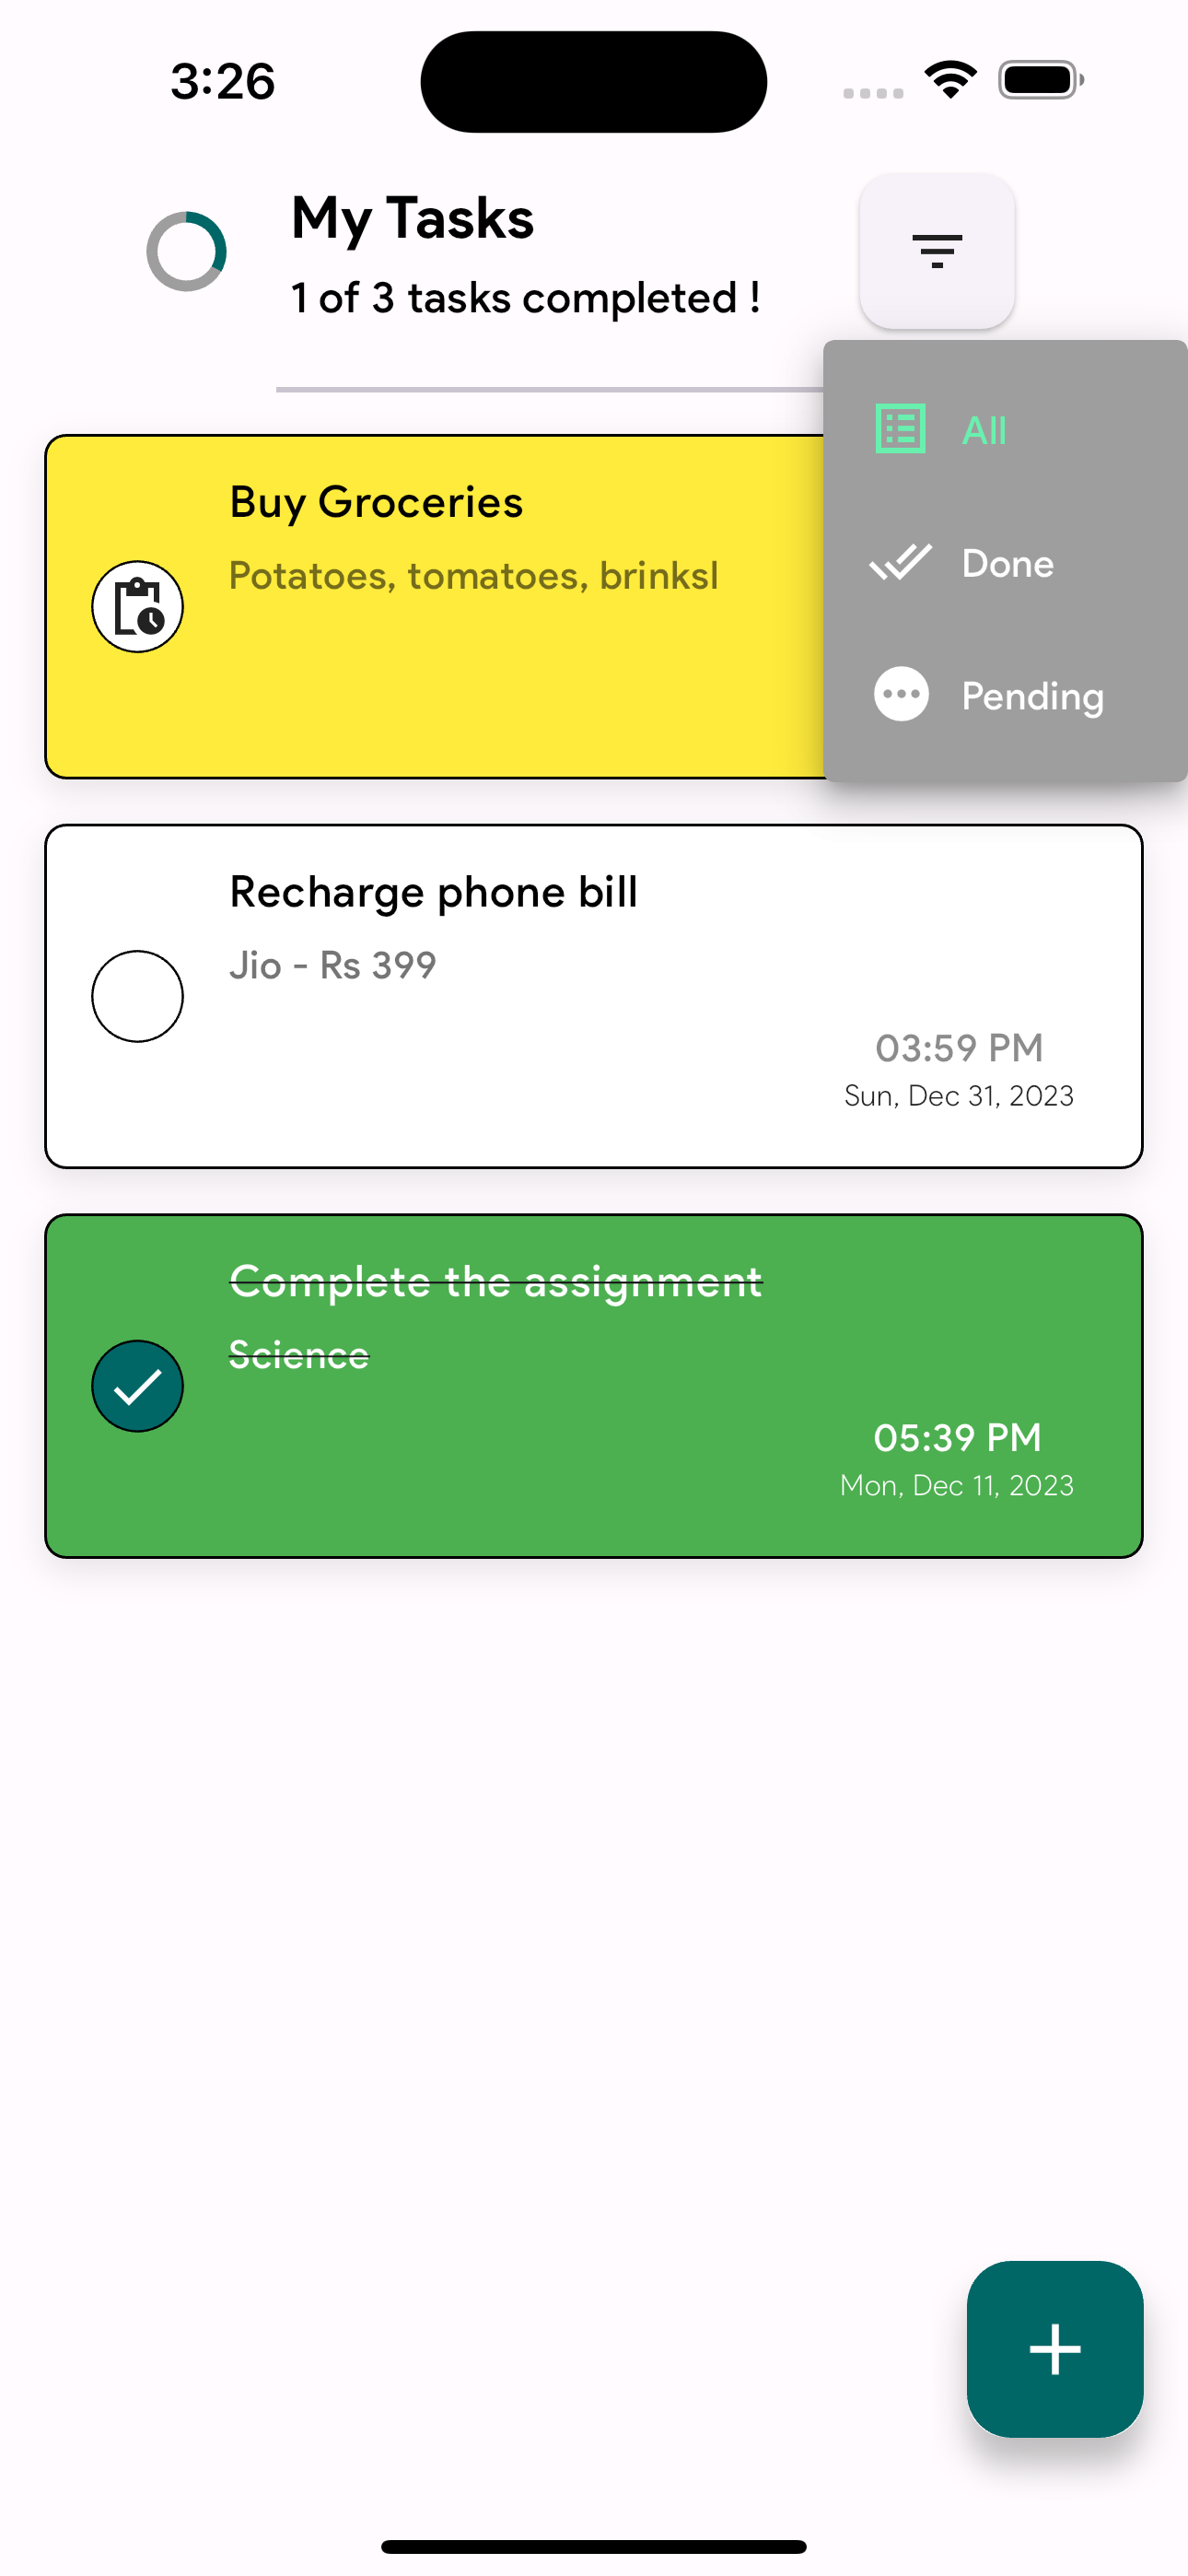 3:26
My Tasks
1 of 3 tasks completed !
All
Done
Pending
Buy Groceries
Potatoes, tomatoes, brinksl
Recharge phone bill
Jio - Rs 399
03:59 PM
Sun, Dec 31, 2023
Complete the assignment
Science
05:39 PM
Mon, Dec 11, 2023